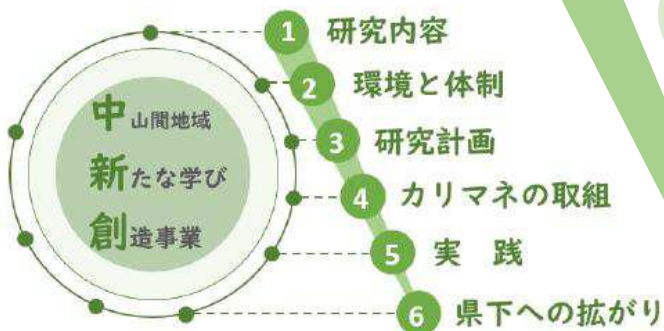 中山間地域
新たな学び
創造事業
1 研究内容
2 環境と体制
3 研究計画
4 カリマネの取組
5 実　践
6 県下への拡がり